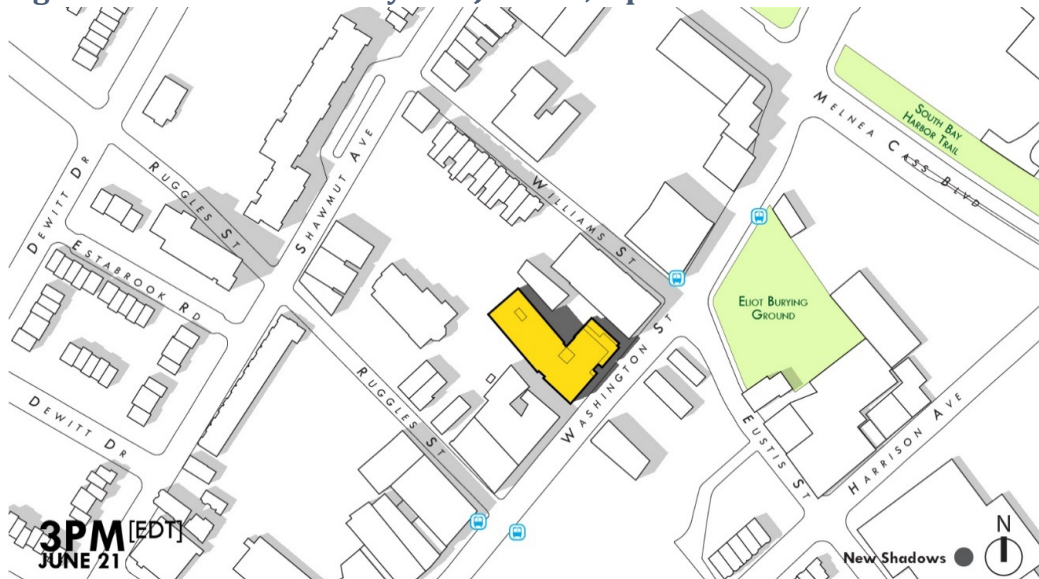 South Bay
Harbor Trail
Melnea Cass Blvd
Ruggles St
Shawmut Ave
Williams St
Dewitt Dr
Estabrook Rd
Eliot Burying
Ground
Washington St
Ruggles St
Dewitt Dr
Eustis St
Harrison Ave
3PM [EDT]
JUNE 21
N
New Shadows